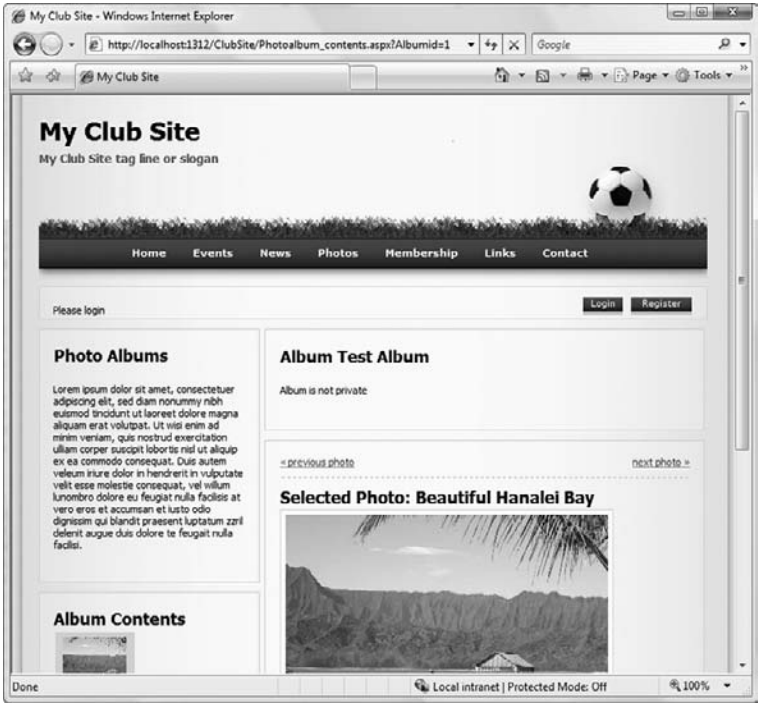 My Club Site - Windows Internet Explorer
http://localhost:1312/ClubSite/Photoalbum_contents.aspx?Albumid=1
Google
My Club Site
Page
Tools
My Club Site
My Club Site tag line or slogan
Home Events News Photos Membership Links Contact
Please login
Login Register
Photo Albums
Lorem ipsum dolor sit amet, consectetuer
adipiscing elit, sed diam nonummy nibh
euismod tincidunt ut laoreet dolore magna
aliquam erat volutpat. Ut wisi enim ad
minim veniam, quis nostrud exercitation
ulliam corper suscipit lobortis nisl ut aliquip
ex ea commodo consequat. Duis autem
veleum iriure dolor in hendrerit in vulputate
velit esse molestie consequat, vel willum
lunombro dolore eu feugiat nulla facilisis at
vero eros et accumsan et iusto odio
dignissim qui blandit praesent luptatum zzril
delenit augue duis dolore te feugait nulla
facilisi.
Album Contents
Album Test Album
Album is not private
« previous photo
next photo »
Selected Photo: Beautiful Hanalei Bay
Done
Local intranet | Protected Mode: Off
100%